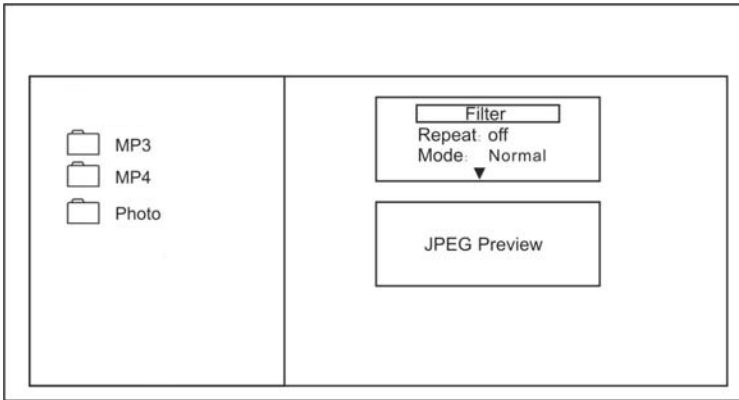 MP3
MP4
Photo
Filter
Repeat: off
Mode: Normal
JPEG Preview